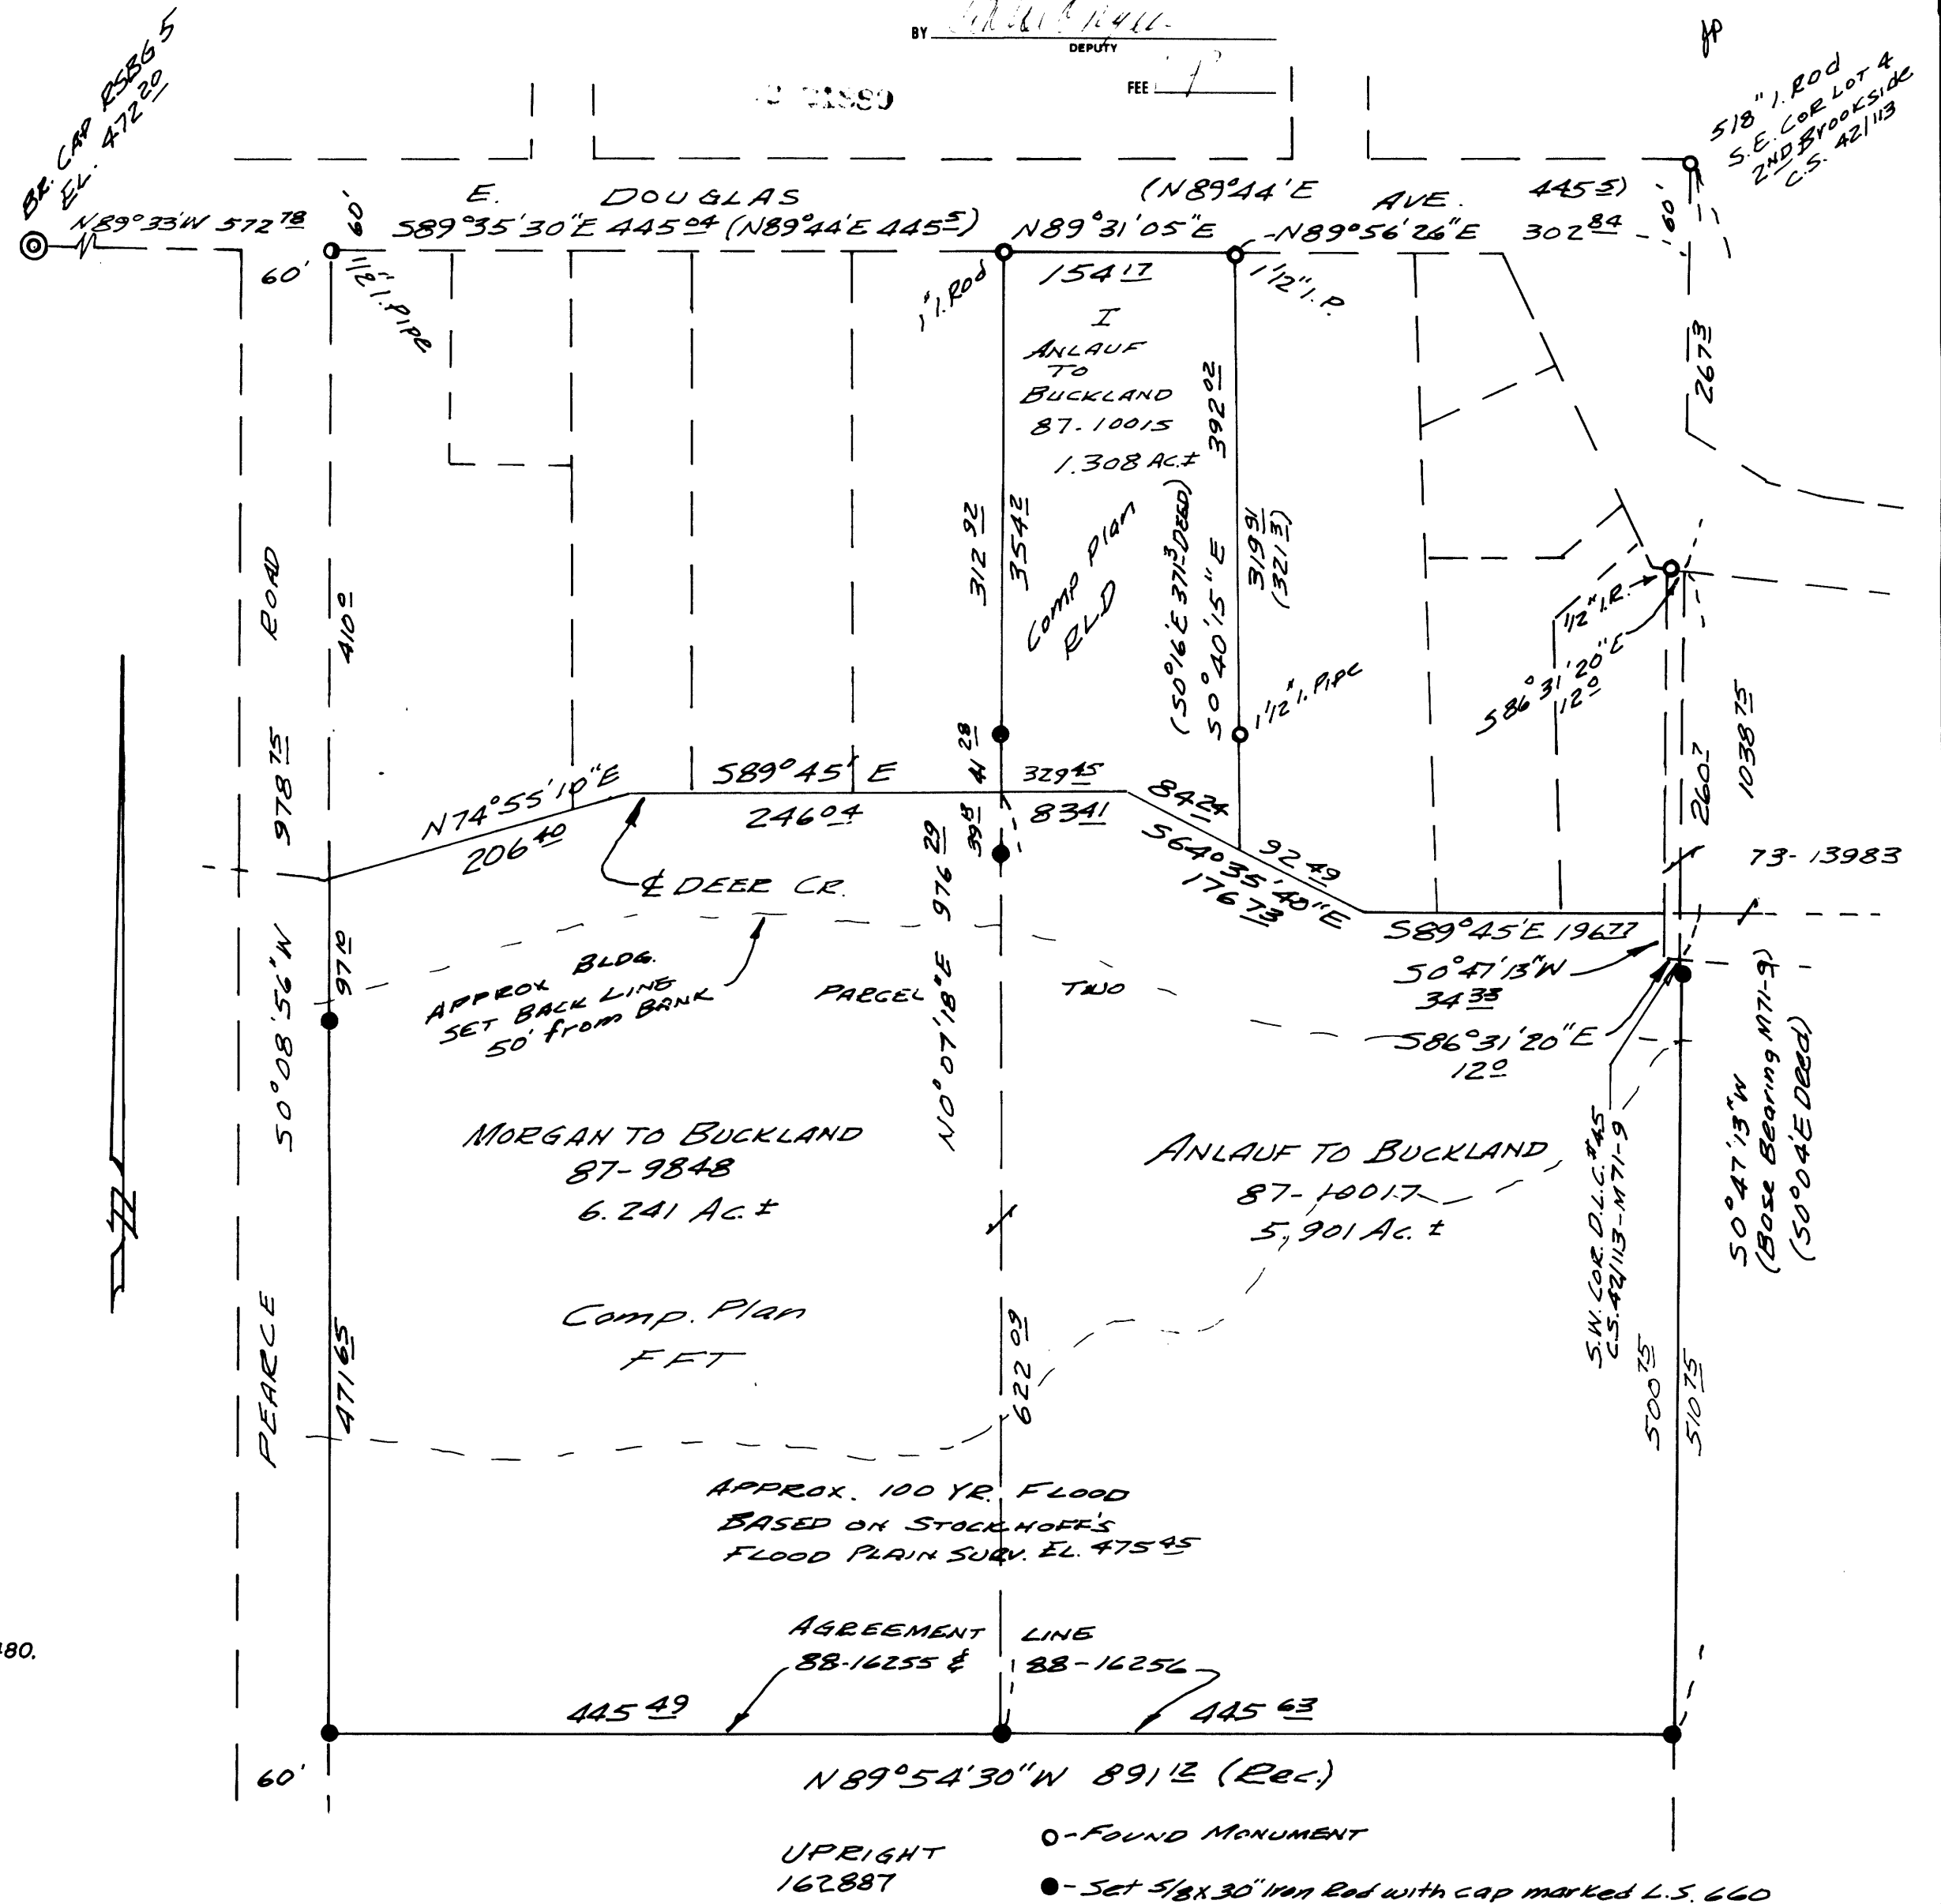 BY
DEPUTY
FEE
BR. CAP RSBG 5
EL. 472 20
5/8" I. ROD
S.E. COR LOT 4
2ND Brookside
C.S. 42/113
E. DOUGLAS AVE.
(N89°44'E 445 5)
N89°33'W 572 78
60'
S89°35'30"E 445 04 (N89°44'E 445 5)
N89°31'05"E
N89°56'26"E 302 84
60'
60'
1/2" I. PIPE
1" I. Rod
154 17
1 1/2" I.P.
I
ANLAUF
TO
BUCKLAND
87-10015
1.308 AC.±
392 02
267 3
312 92
354 2
Comp Plan
RLD
(S0°16'E 371 3 DEED)
S0°40'15"E
319 91
(321 3)
410 0
ROAD
1/2" I.R.
S86°31'20"E
12 0
1 1/2" I. PIPE
978 75
41 28
N74°55'10"E
206 40
S89°45' E
246 04
329 45
83 41
84 24
S64°35'40"E
176 73
92 49
260 7
1038 75
73-13983
39 48
℄ DEER CR.
976 29
N0°07'18"E
S89°45'E 196 77
S0°47'13"W
34 33
S86°31'20"E
12 0
97 10
S0°08'56"W
APPROX BLDG.
SET BACK LINE
50' from BANK
PARCEL TWO
S0°47'13"W
(Base Bearing M71-9)
(S0°04'E Deed)
S.W. COR. D.L.C. #45
C.S. 42/113-M71-9
MORGAN TO BUCKLAND
87-9848
6.241 Ac.±
ANLAUF TO BUCKLAND
87-10017
5,901 Ac. ±
Comp. Plan
FFT
PEARCE
471 65
622 09
500 75
510 75
APPROX. 100 YR. FLOOD
BASED ON STOCKHOFF'S
FLOOD PLAIN SURV. EL. 475 45
480.
AGREEMENT LINE
88-16255 & 88-16256
445 49
445 63
60'
N89°54'30"W 891 12 (Rec.)
UPRIGHT
162887
O-FOUND MONUMENT
●-Set 5/8x30" Iron Rod with cap marked L.S. 660